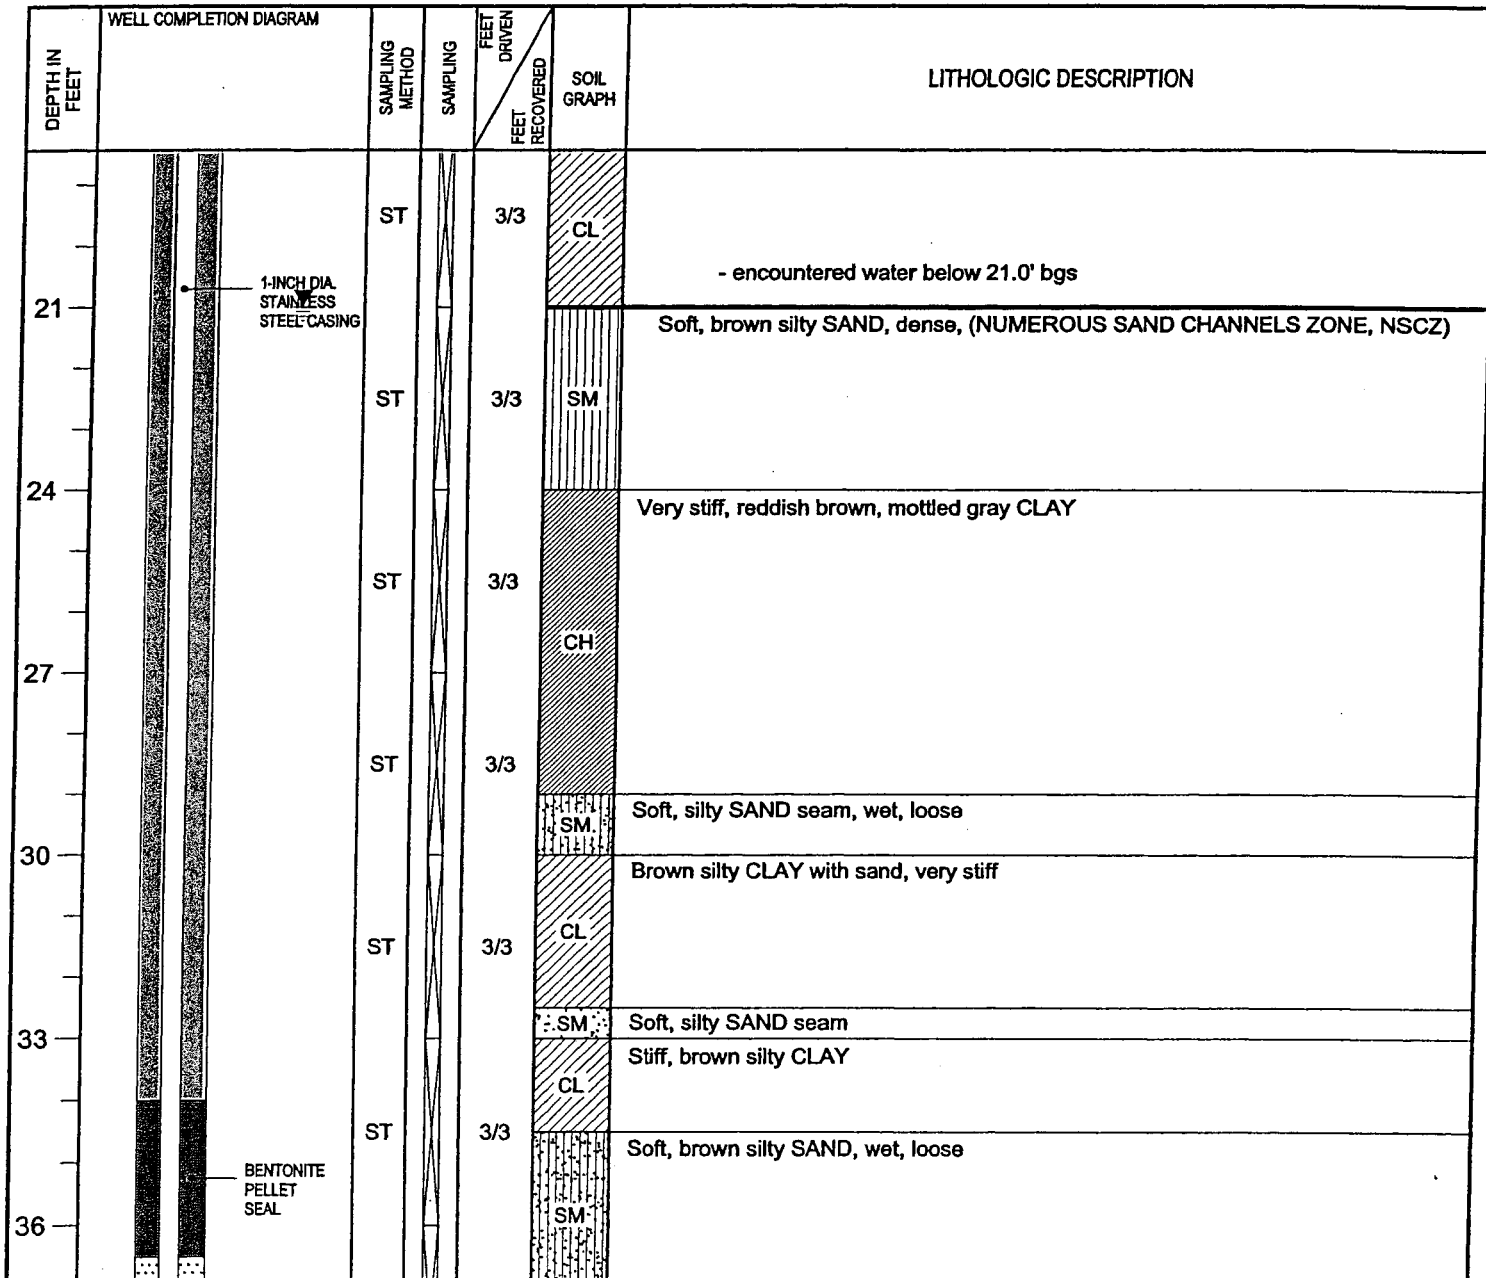 WELL COMPLETION DIAGRAM
DEPTH IN
FEET
SAMPLING
METHOD
SAMPLING
FEET
DRIVEN
FEET
RECOVERED
SOIL
GRAPH
LITHOLOGIC DESCRIPTION
ST
3/3
CL
- encountered water below 21.0' bgs
1-INCH DIA.
STAINLESS
STEEL CASING
21
Soft, brown silty SAND, dense, (NUMEROUS SAND CHANNELS ZONE, NSCZ)
ST
3/3
SM
24
Very stiff, reddish brown, mottled gray CLAY
ST
3/3
CH
27
ST
3/3
Soft, silty SAND seam, wet, loose
SM
30
Brown silty CLAY with sand, very stiff
CL
ST
3/3
SM
Soft, silty SAND seam
33
Stiff, brown silty CLAY
CL
ST
3/3
Soft, brown silty SAND, wet, loose
BENTONITE
PELLET
SEAL
SM
36